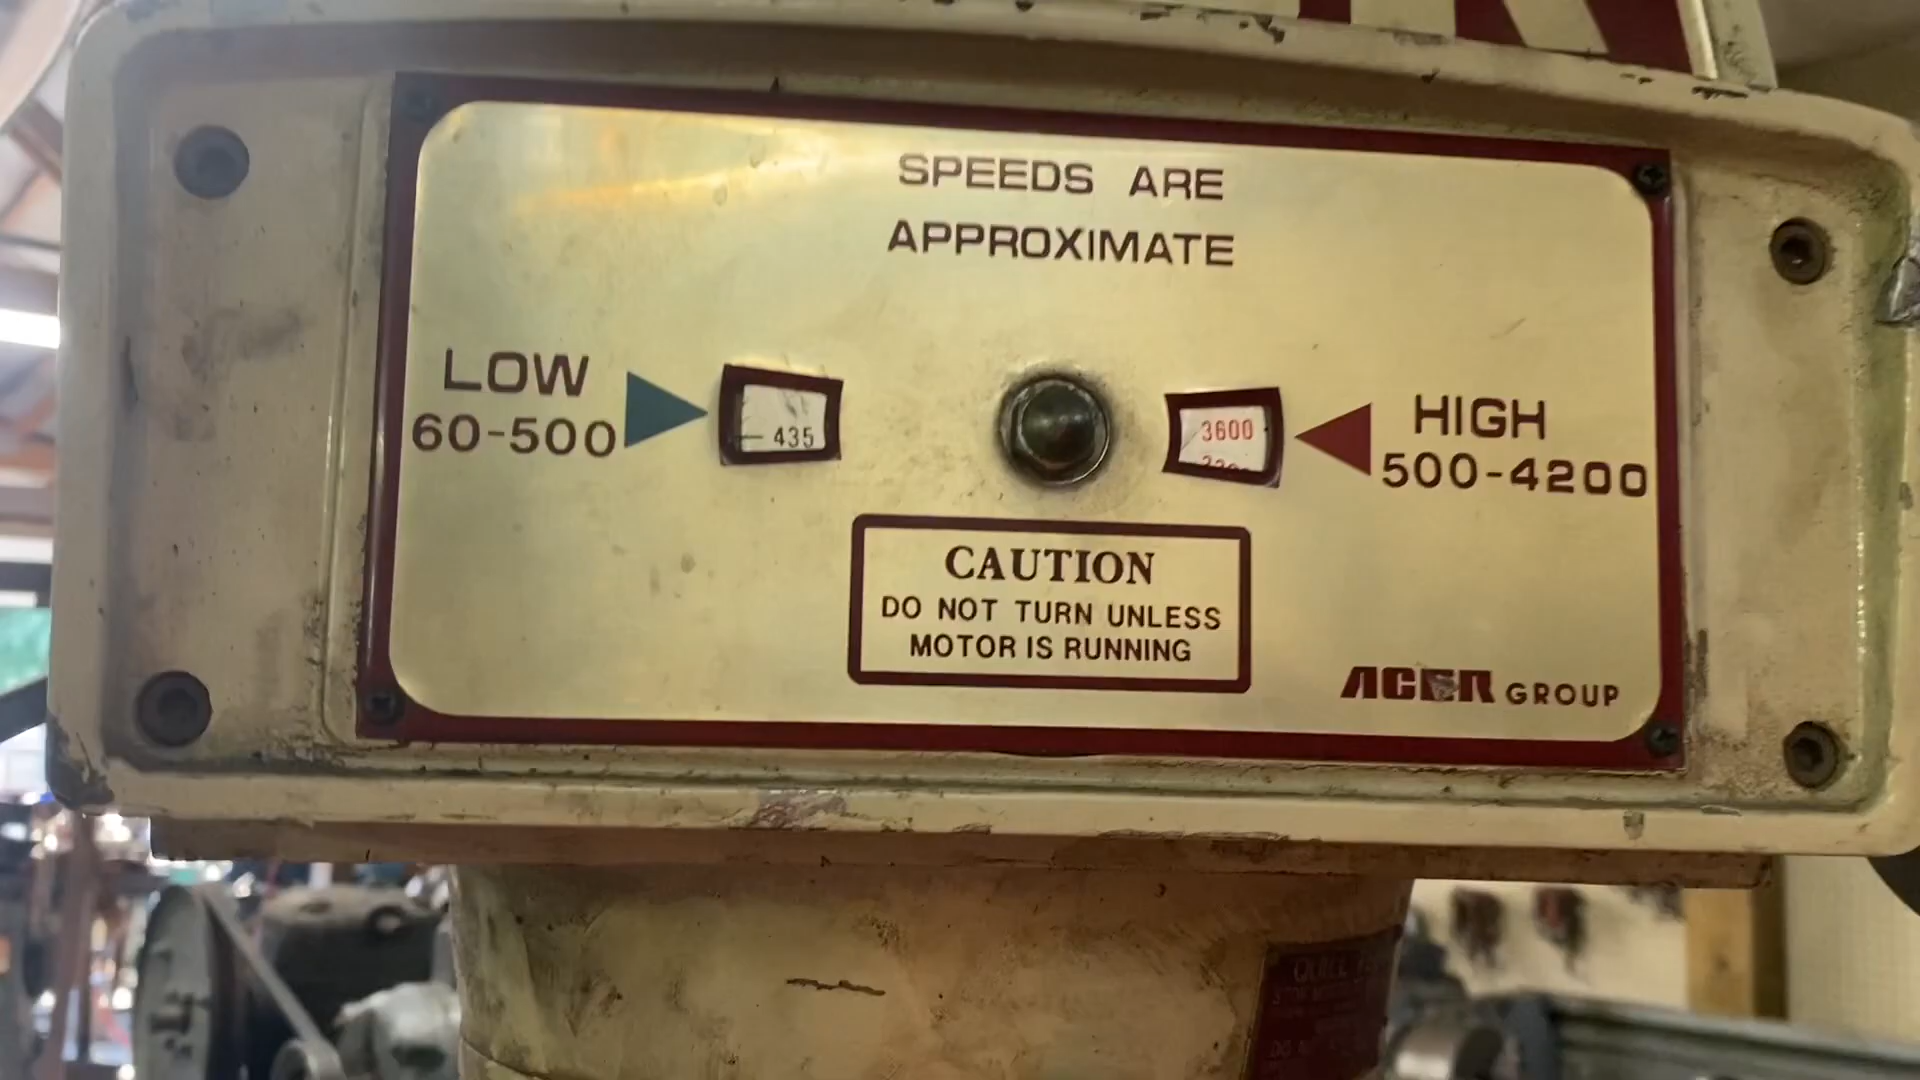 SPEEDS ARE
APPROXIMATE
LOW
60-500
435
3600
HIGH
500-4200
CAUTION
DO NOT TURN UNLESS
MOTOR IS RUNNING
ACER GROUP
QUILL